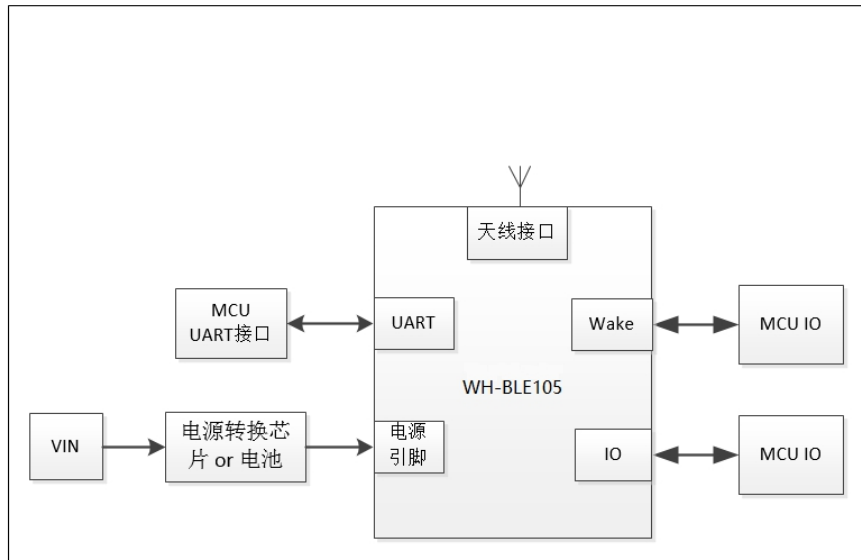 天线接口
MCU
UART接口
UART
Wake
MCU IO
WH-BLE105
VIN
电源转换芯
片 or 电池
电源
引脚
IO
MCU IO